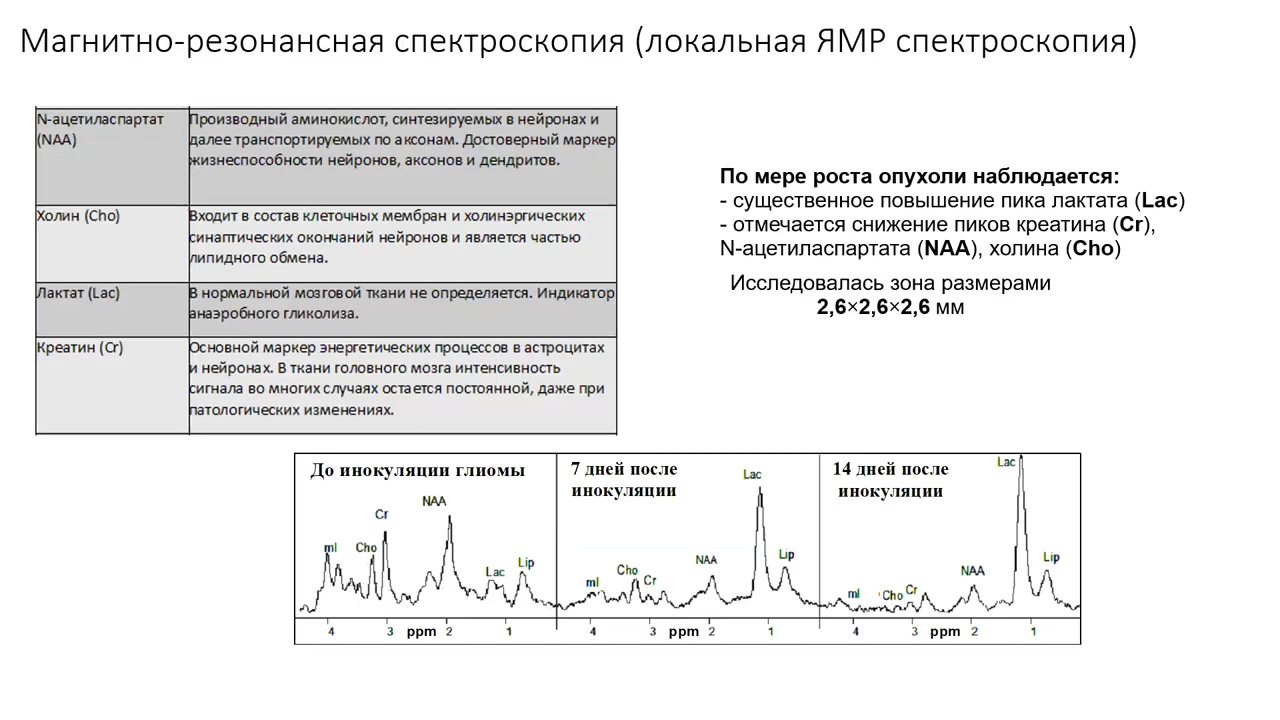 Магнитно-резонансная спектроскопия (локальная ЯМР спектроскопия)
N-ацетиласпартат
(NAA)
Производный аминокислот, синтезируемых в нейронах и
далее транспортируемых по аксонам. Достоверный маркер
жизнеспособности нейронов, аксонов и дендритов.
Холин (Cho)
Входит в состав клеточных мембран и холинэргических
синаптических окончаний нейронов и является частью
липидного обмена.
Лактат (Lac)
В нормальной мозговой ткани не определяется. Индикатор
анаэробного гликолиза.
Креатин (Cr)
Основной маркер энергетических процессов в астроцитах
и нейронах. В ткани головного мозга интенсивность
сигнала во многих случаях остается постоянной, даже при
патологических изменениях.
По мере роста опухоли наблюдается:
- существенное повышение пика лактата (Lac)
- отмечается снижение пиков креатина (Cr),
N-ацетиласпартата (NAA), холина (Cho)
Исследовалась зона размерами
2,6×2,6×2,6 мм
До инокуляции глиомы
mI
Cho
Cr
NAA
Lac
Lip
4 3 ppm 2 1
7 дней после
инокуляции
mI
Cho
Cr
NAA
Lac
Lip
4 3 ppm 2 1
14 дней после
инокуляции
mI
Cho
Cr
NAA
Lac
Lip
4 3 ppm 2 1